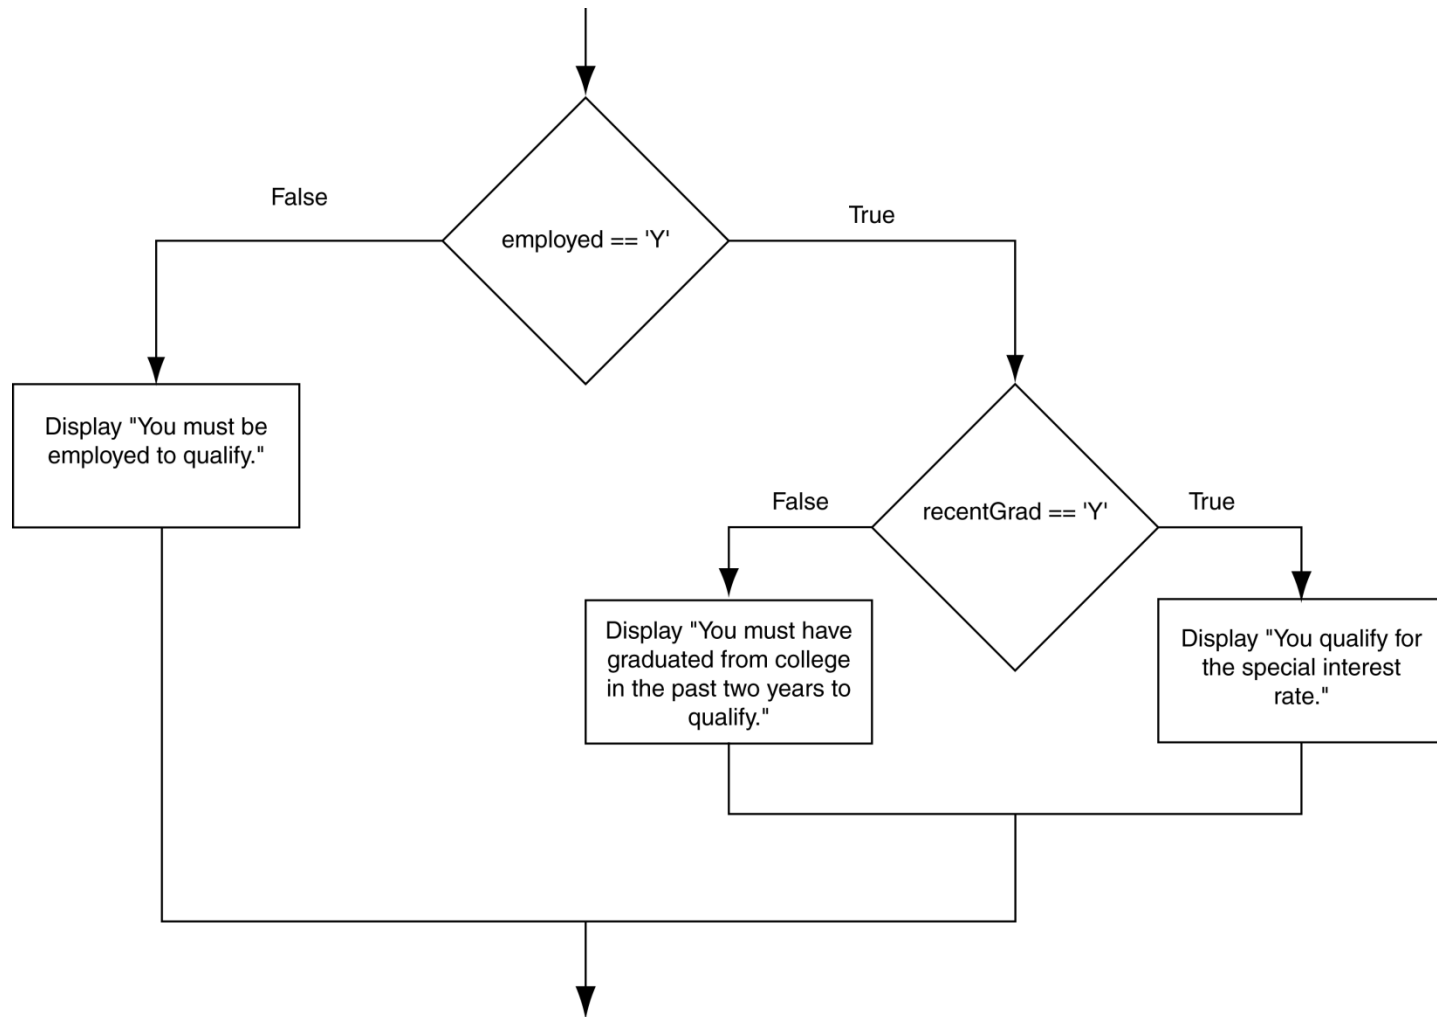 False
True
employed == 'Y'
Display "You must be
employed to qualify."
False
True
recentGrad == 'Y'
Display "You must have
graduated from college
in the past two years to
qualify."
Display "You qualify for
the special interest
rate."